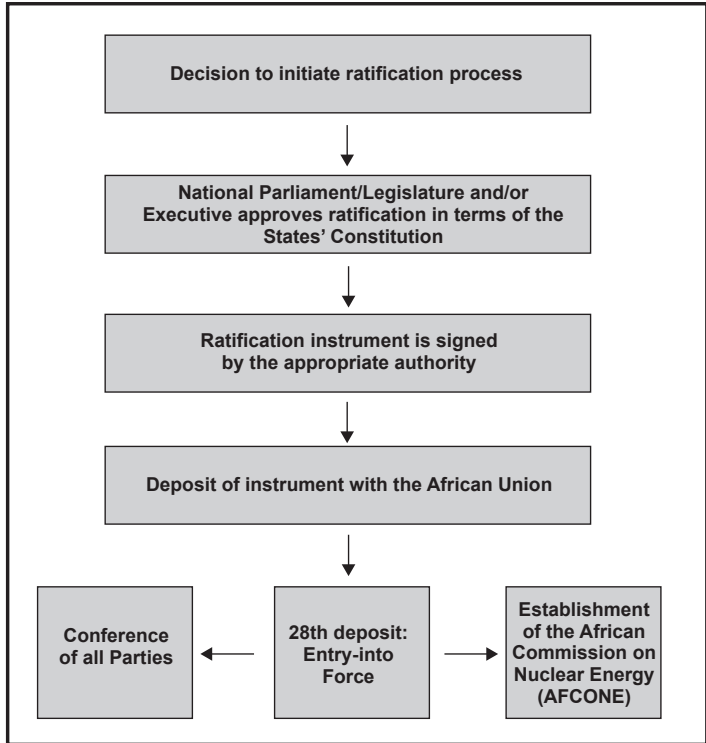 Decision to initiate ratification process
National Parliament/Legislature and/or
Executive approves ratification in terms of the
States’ Constitution
Ratification instrument is signed
by the appropriate authority
Deposit of instrument with the African Union
Conference
of all Parties
28th deposit:
Entry-into
Force
Establishment
of the African
Commission on
Nuclear Energy
(AFCONE)